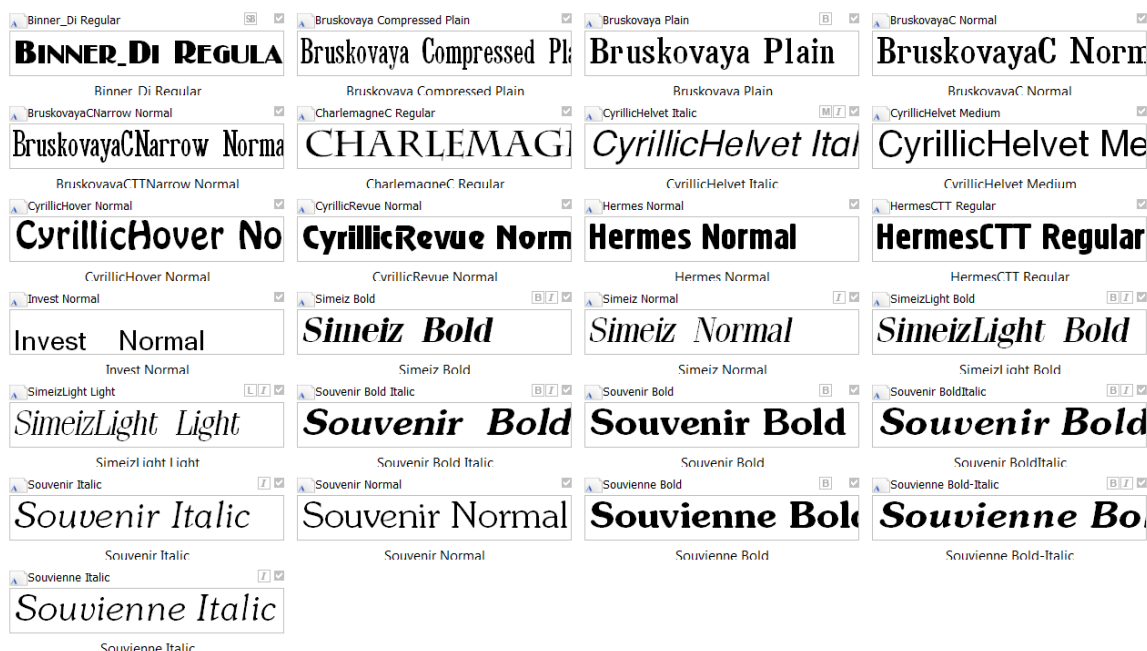 Binner_Di Regular SB
Bruskovaya Compressed Plain
Bruskovaya Plain B
BruskovayaC Normal
BINNER_DI REGULA
Bruskovaya Compressed Pla
Bruskovaya Plain
BruskovayaC Norm
Binner Di Regular
Bruskovaya Compressed Plain
Bruskovaya Plain
BruskovayaC Normal
BruskovayaCNarrow Normal
CharlemagneC Regular
CyrillicHelvet Italic M I
CyrillicHelvet Medium
BruskovayaCNarrow Norma
CHARLEMAGI
CyrillicHelvet Ital
CyrillicHelvet Me
BruskovayaCTTNarrow Normal
CharlemagneC Regular
CyrillicHelvet Italic
CyrillicHelvet Medium
CyrillicHover Normal
CyrillicRevue Normal
Hermes Normal
HermesCTT Regular
CyrillicHover No
CyrillicRevue Norm
Hermes Normal
HermesCTT Regular
CyrillicHover Normal
CyrillicRevue Normal
Hermes Normal
HermesCTT Regular
Invest Normal
Simeiz Bold B I
Simeiz Normal I
SimeizLight Bold B I
Invest Normal
Simeiz Bold
Simeiz Normal
SimeizLight Bold
Invest Normal
Simeiz Bold
Simeiz Normal
SimeizLight Bold
SimeizLight Light L I
Souvenir Bold Italic B I
Souvenir Bold B
Souvenir BoldItalic B I
SimeizLight Light
Souvenir Bold
Souvenir Bold
Souvenir Bold
SimeizLight Light
Souvenir Bold Italic
Souvenir Bold
Souvenir BoldItalic
Souvenir Italic I
Souvenir Normal
Souvienne Bold B
Souvienne Bold-Italic B I
Souvenir Italic
Souvenir Normal
Souvienne Bold
Souvienne Bo
Souvenir Italic
Souvenir Normal
Souvienne Bold
Souvienne Bold-Italic
Souvienne Italic I
Souvienne Italic
Souvienne Italic